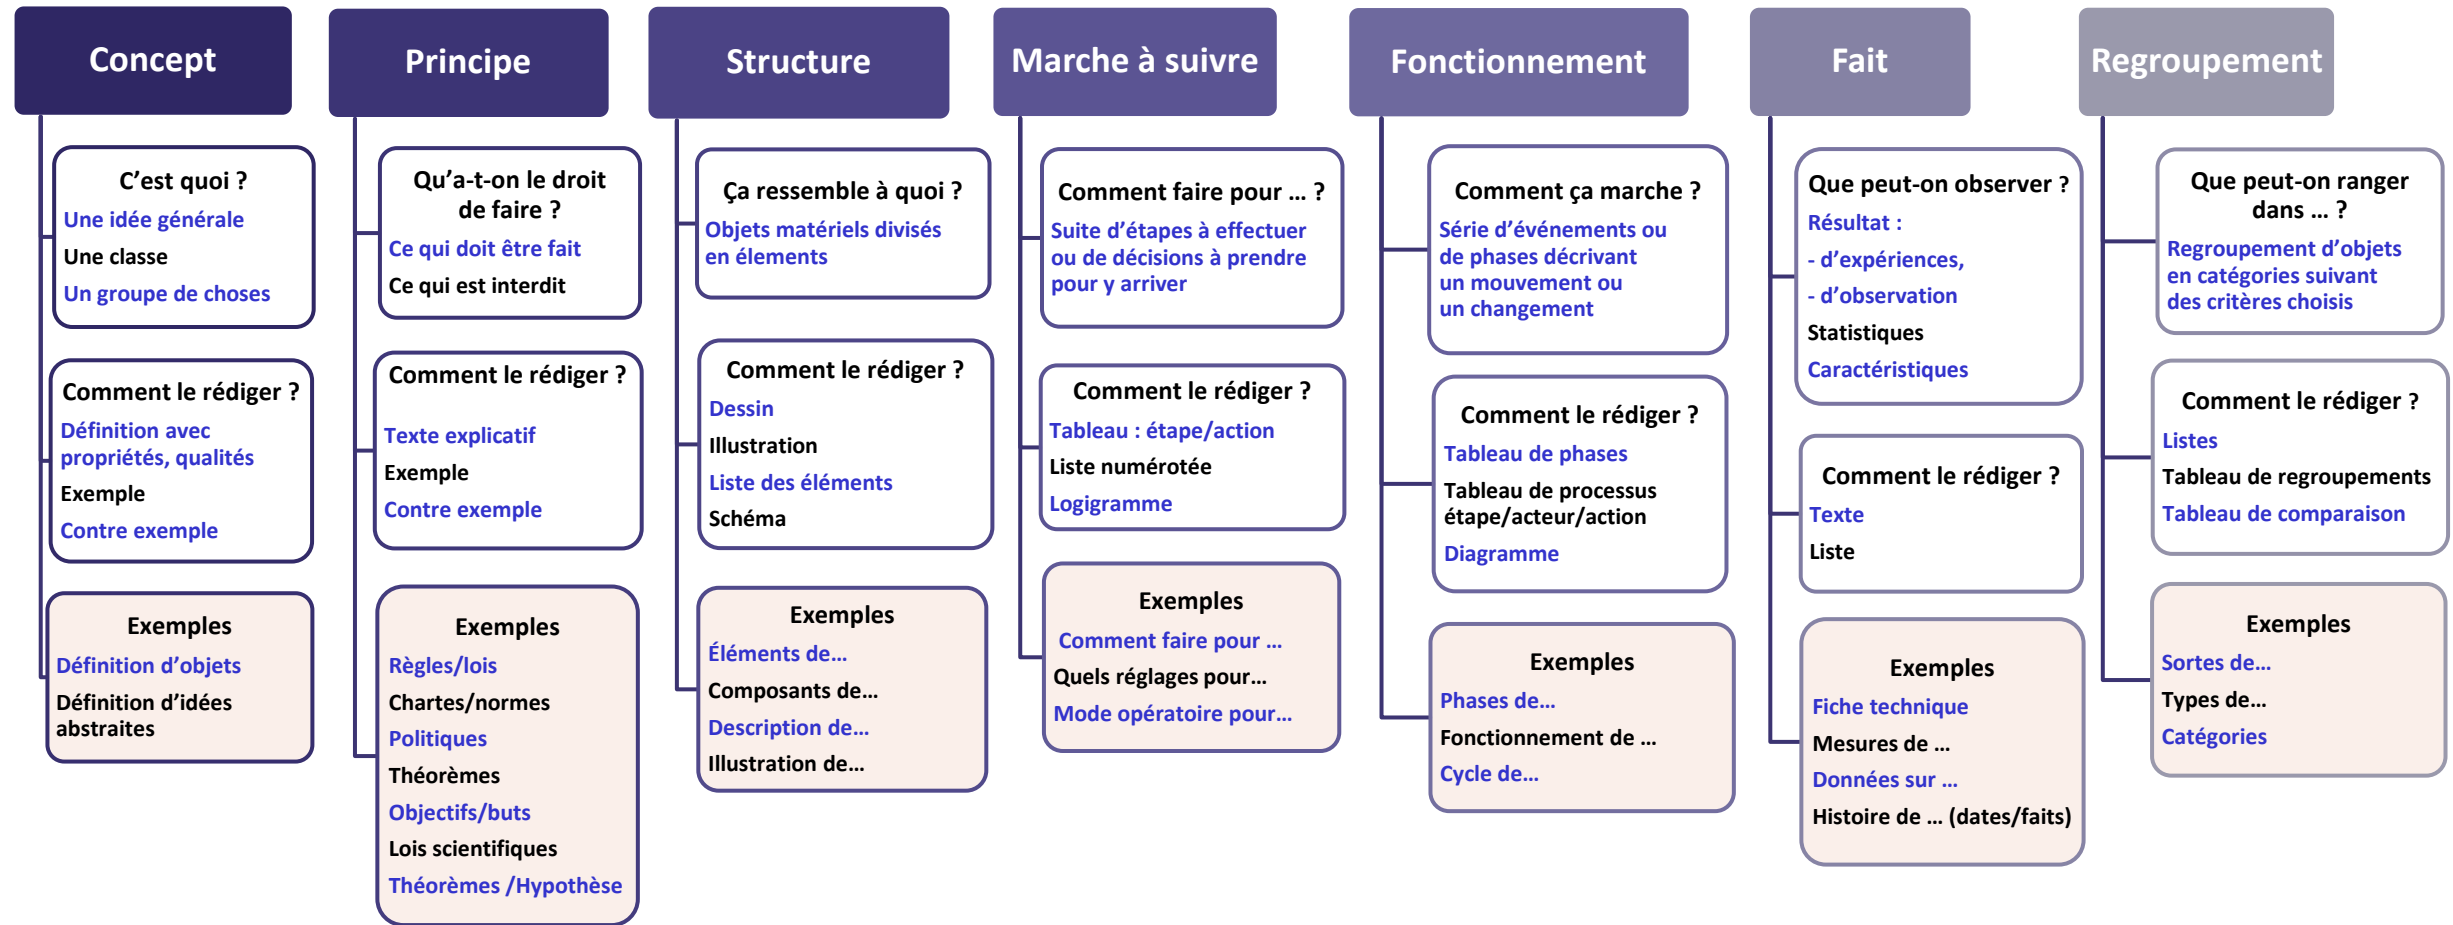 Concept
C'est quoi ?
Une idée générale
Une classe
Un groupe de choses
Comment le rédiger ?
Définition avec
propriétés, qualités
Exemple
Contre exemple
Exemples
Définition d'objets
Définition d'idées
abstraites
Principe
Qu'a-t-on le droit
de faire ?
Ce qui doit être fait
Ce qui est interdit
Comment le rédiger ?
Texte explicatif
Exemple
Contre exemple
Exemples
Règles/lois
Chartes/normes
Politiques
Théorèmes
Objectifs/buts
Lois scientifiques
Théorèmes /Hypothèse
Structure
Ça ressemble à quoi ?
Objets matériels divisés
en élements
Comment le rédiger ?
Dessin
Illustration
Liste des éléments
Schéma
Exemples
Éléments de…
Composants de…
Description de…
Illustration de…
Marche à suivre
Comment faire pour … ?
Suite d'étapes à effectuer
ou de décisions à prendre
pour y arriver
Comment le rédiger ?
Tableau : étape/action
Liste numérotée
Logigramme
Exemples
Comment faire pour …
Quels réglages pour…
Mode opératoire pour…
Fonctionnement
Comment ça marche ?
Série d'événements ou
de phases décrivant
un mouvement ou
un changement
Comment le rédiger ?
Tableau de phases
Tableau de processus
étape/acteur/action
Diagramme
Exemples
Phases de…
Fonctionnement de …
Cycle de…
Fait
Que peut-on observer ?
Résultat :
- d'expériences,
- d'observation
Statistiques
Caractéristiques
Comment le rédiger ?
Texte
Liste
Exemples
Fiche technique
Mesures de …
Données sur …
Histoire de … (dates/faits)
Regroupement
Que peut-on ranger
dans … ?
Regroupement d'objets
en catégories suivant
des critères choisis
Comment le rédiger ?
Listes
Tableau de regroupements
Tableau de comparaison
Exemples
Sortes de…
Types de…
Catégories